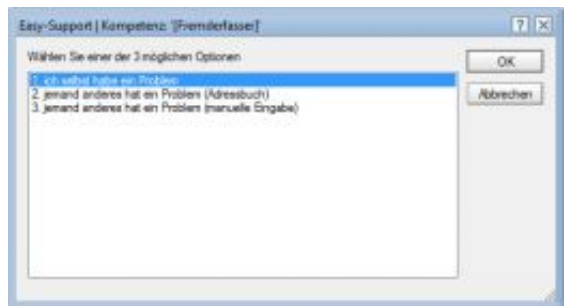 Easy-Support | Kompetenz: '[Fremderfasser]'
Wählen Sie einer der 3 möglichen Optionen
OK
1. ich selbst habe ein Problem
2. jemand anderes hat ein Problem (Adressbuch)
3. jemand anderes hat ein Problem (manuelle Eingabe)
Abbrechen